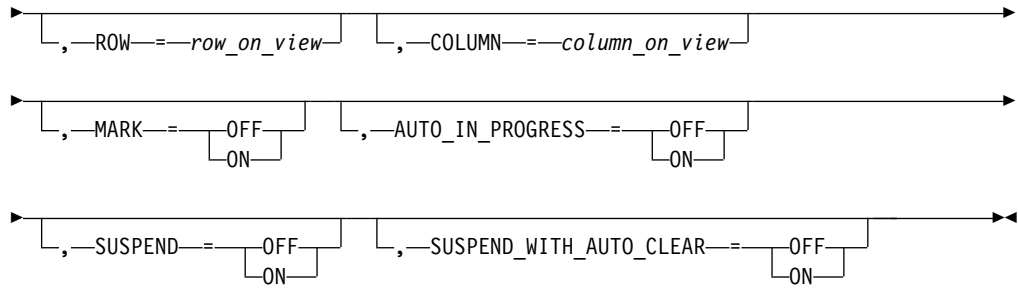 ,ROW=row_on_view ,COLUMN=column_on_view
,MARK=OFF ,AUTO_IN_PROGRESS=OFF
ON ON
,SUSPEND=OFF ,SUSPEND_WITH_AUTO_CLEAR=OFF
ON ON